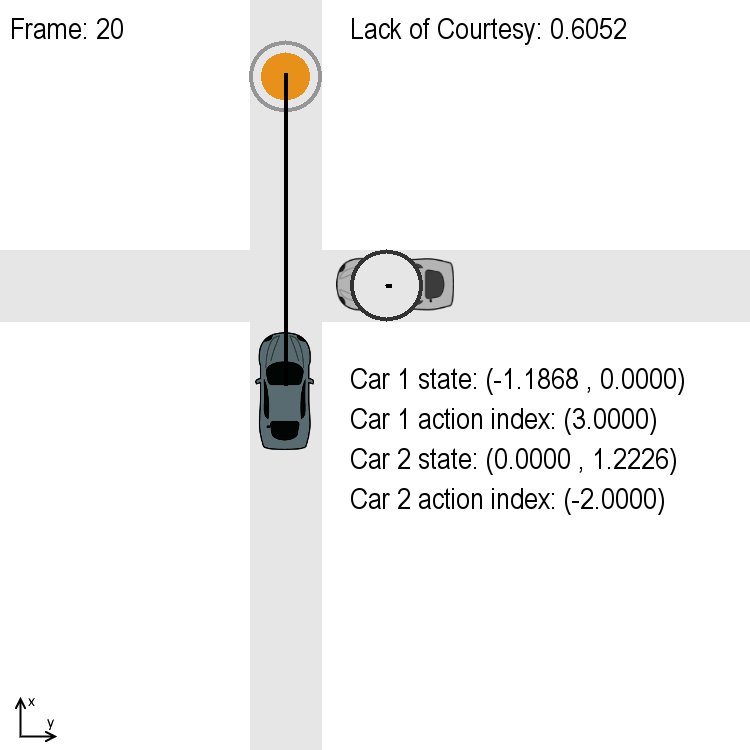 Frame: 20
Lack of Courtesy: 0.6052
Car 1 state: (-1.1868 , 0.0000)
Car 1 action index: (3.0000)
Car 2 state: (0.0000 , 1.2226)
Car 2 action index: (-2.0000)
x
y